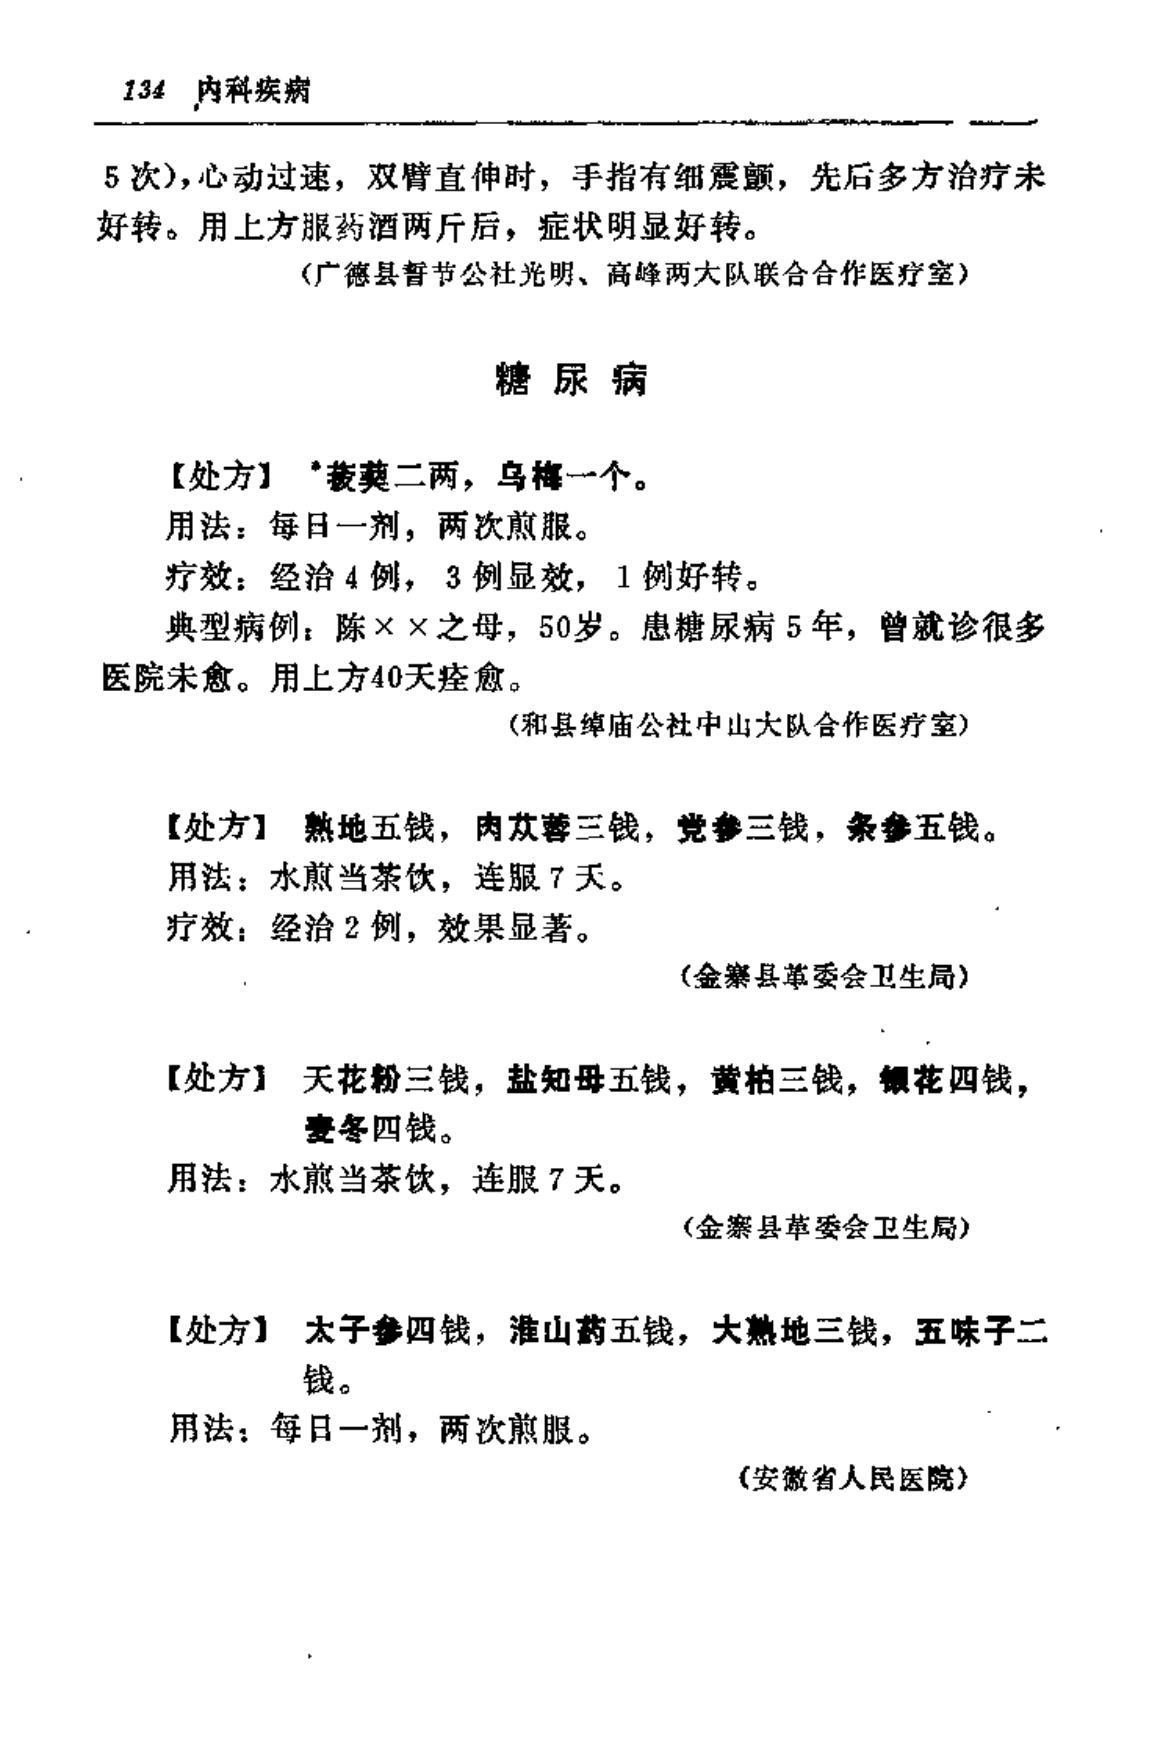 134 内科疾病
5次），心动过速，双臂直伸时，手指有细震颤，先后多方治疗未
好转。用上方服药酒两斤后，症状明显好转。
（广德县誓节公社光明、高峰两大队联合合作医疗室）
糖尿病
【处方】 *菝葜二两，乌梅一个。
用法：每日一剂，两次煎服。
疗效：经治4例，3例显效，1例好转。
典型病例：陈××之母，50岁。患糖尿病5年，曾就诊很多
医院未愈。用上方40天痊愈。
（和县绰庙公社中山大队合作医疗室）
【处方】 熟地五钱，肉苁蓉三钱，党参三钱，条参五钱。
用法：水煎当茶饮，连服7天。
疗效：经治2例，效果显著。
（金寨县革委会卫生局）
【处方】 天花粉三钱，盐知母五钱，黄柏三钱，银花四钱，
麦冬四钱。
用法：水煎当茶饮，连服7天。
（金寨县革委会卫生局）
【处方】 太子参四钱，淮山药五钱，大熟地三钱，五味子二
钱。
用法：每日一剂，两次煎服。
（安徽省人民医院）